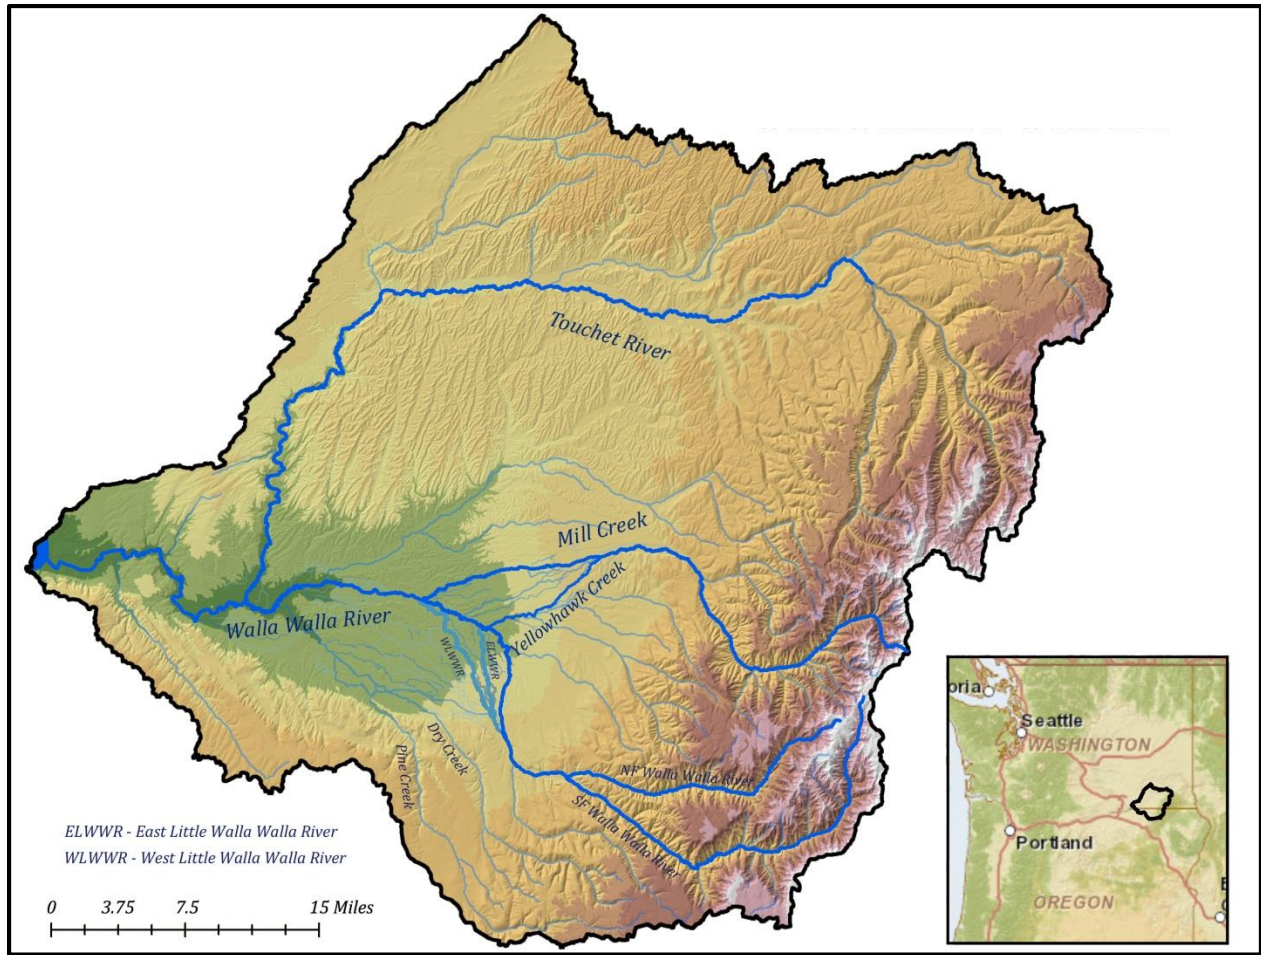 Touchet River
Mill Creek
Yellowhawk Creek
Walla Walla River
WLWWR
ELWWR
Dry Creek
Pine Creek
NF Walla Walla River
SF Walla Walla River
ELWWR - East Little Walla Walla River
WLWWR - West Little Walla Walla River
0 3.75 7.5 15 Miles
oria
Seattle
WASHINGTON
Portland
OREGON